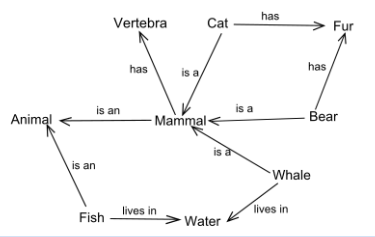 Vertebra
Cat
has
Fur
has
is a
has
Animal
is an
Mammal
is a
Bear
is an
is a
Whale
Fish
lives in
Water
lives in